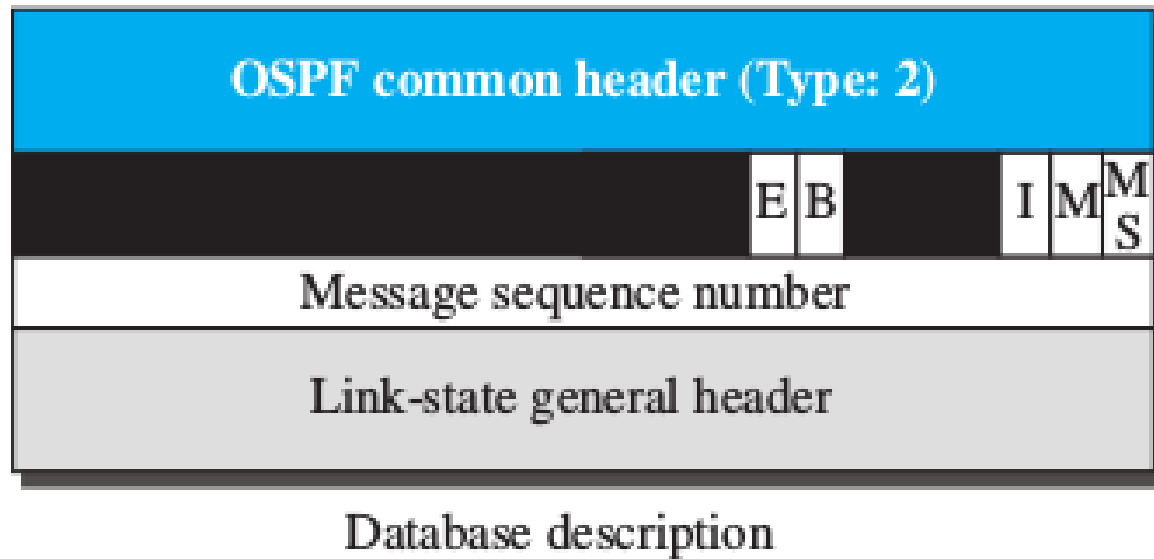 OSPF common header (Type: 2)
E B I M M S
Message sequence number
Link-state general header
Database description